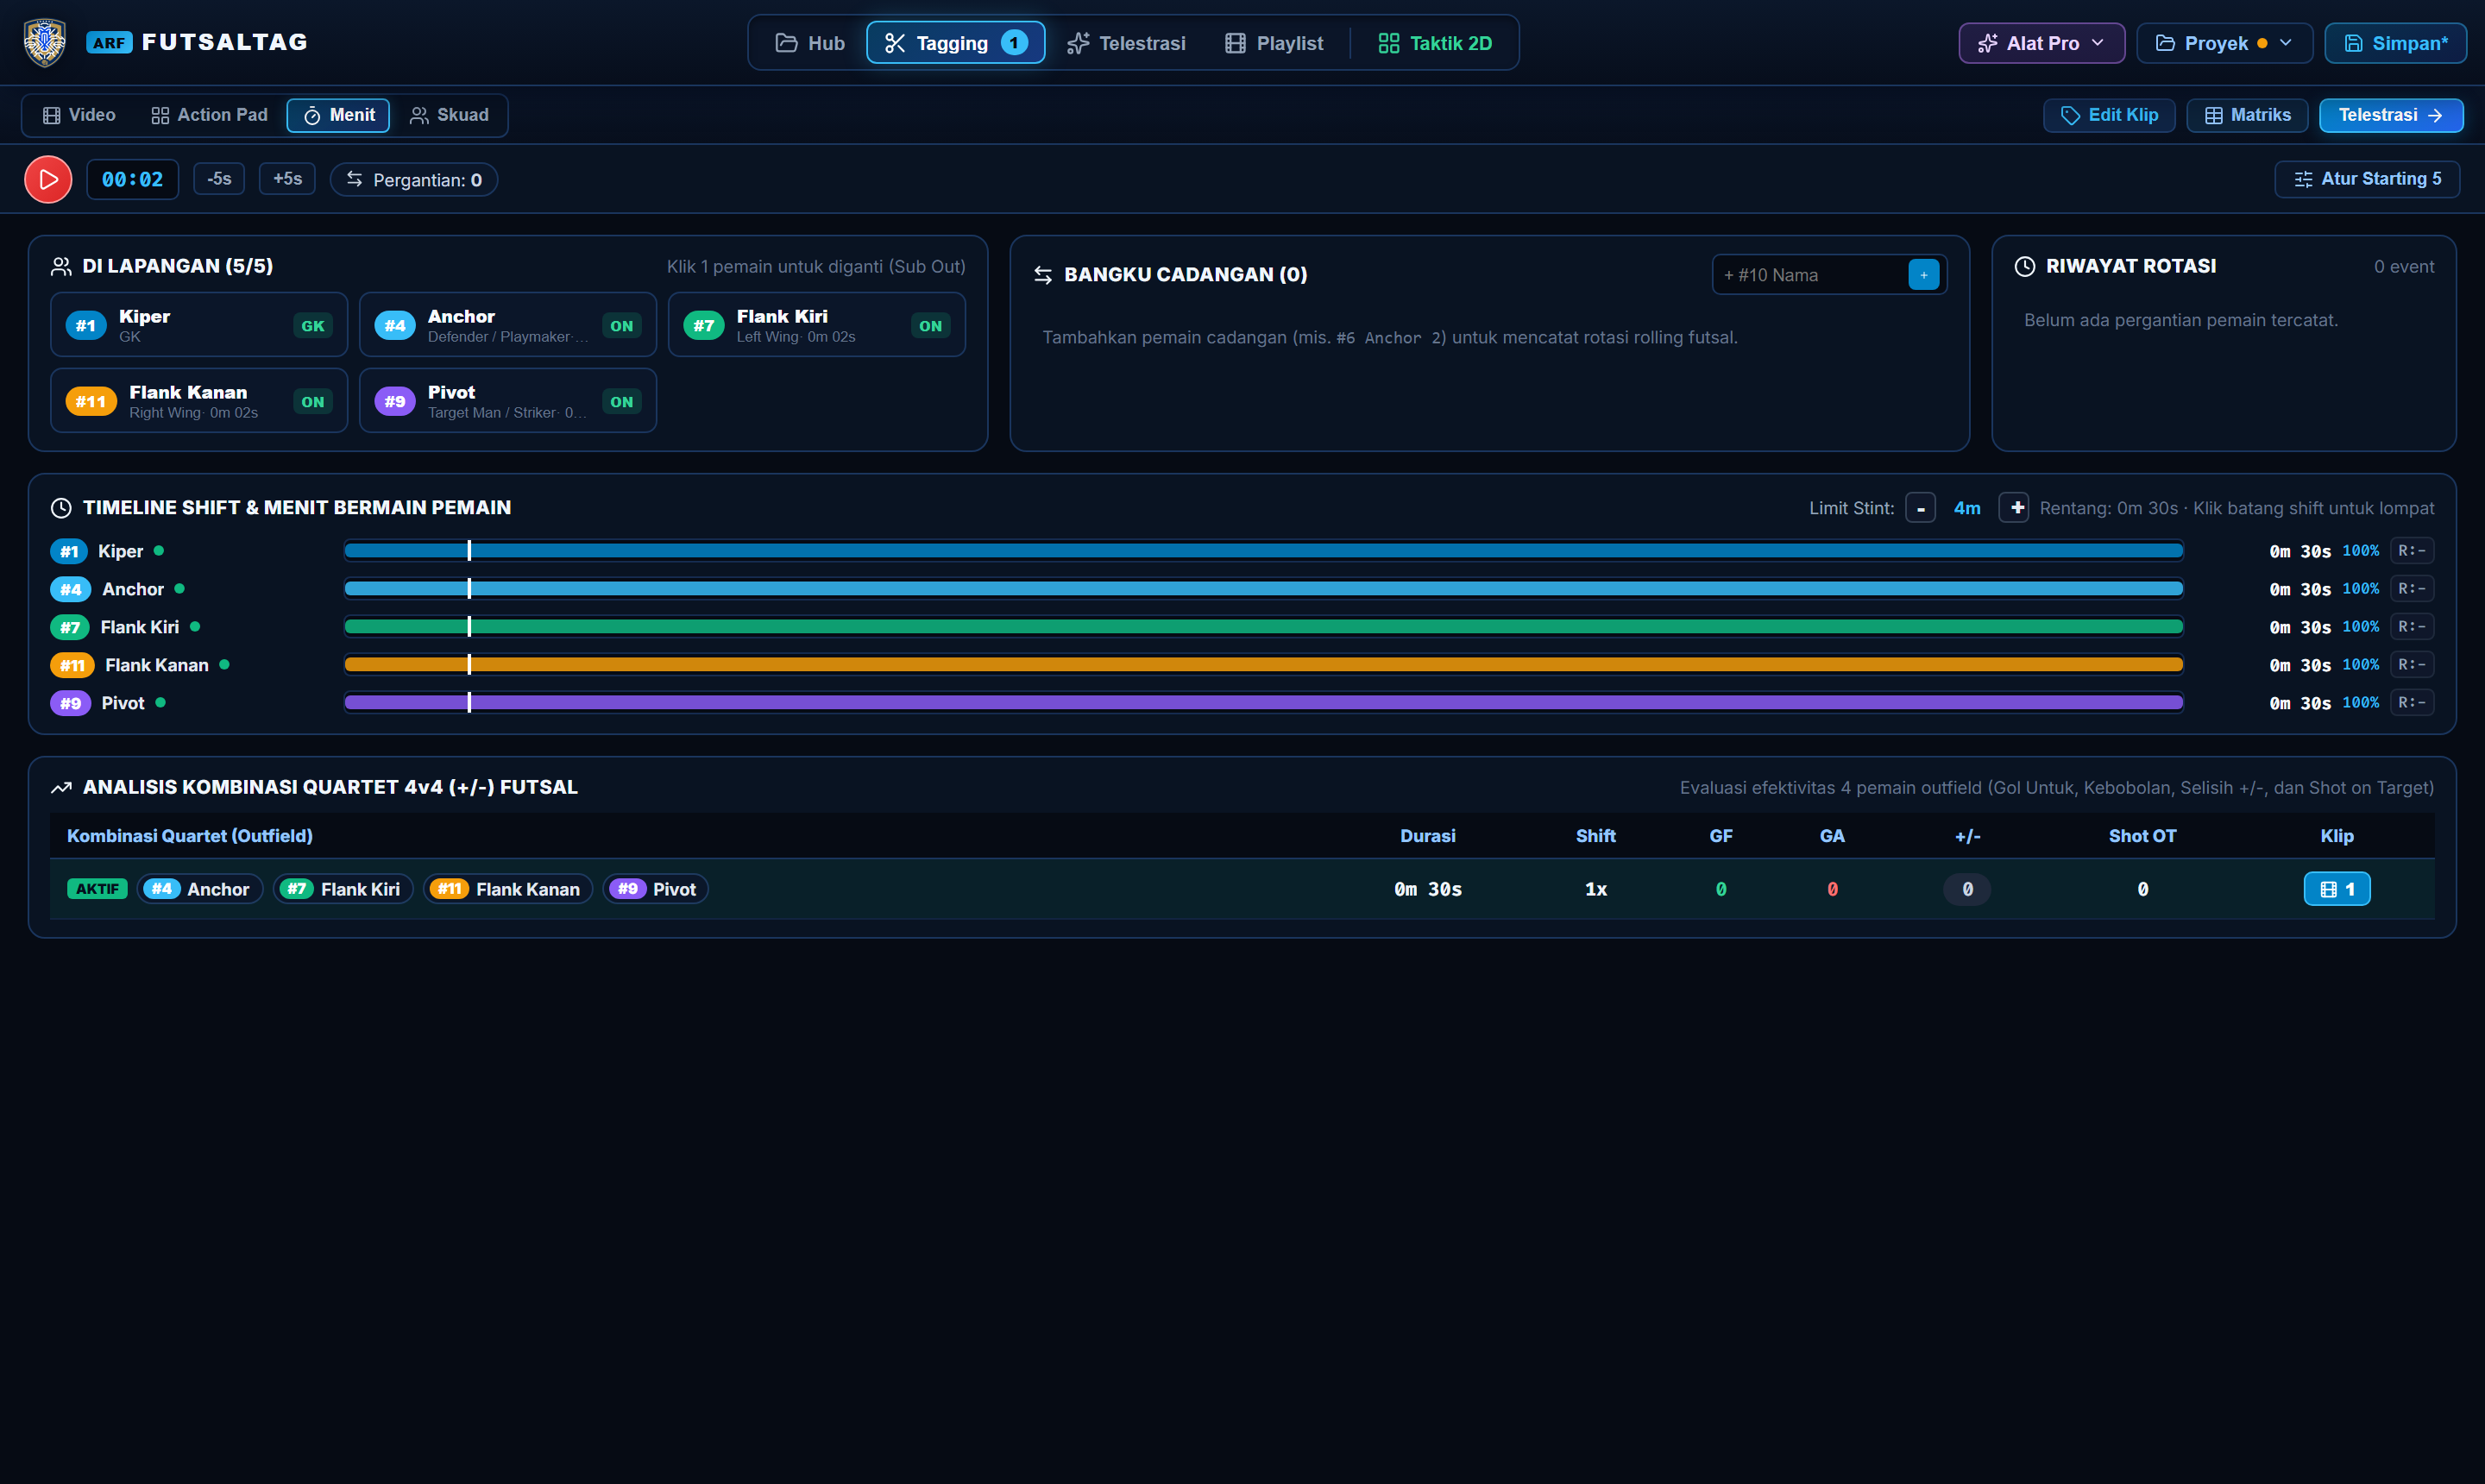 ARF FUTSALTAG
Hub
Tagging 1
Telestrasi
Playlist
Taktik 2D
Alat Pro
Proyek
Simpan*
Video
Action Pad
Menit
Skuad
Edit Klip
Matriks
Telestrasi →
00:02
-5s
+5s
Pergantian: 0
Atur Starting 5
DI LAPANGAN (5/5)
Klik 1 pemain untuk diganti (Sub Out)
#1 Kiper GK
GK
#4 Anchor ON
Defender / Playmaker·...
#7 Flank Kiri ON
Left Wing· 0m 02s
#11 Flank Kanan ON
Right Wing· 0m 02s
#9 Pivot ON
Target Man / Striker· 0...
BANGKU CADANGAN (0)
+ #10 Nama +
Tambahkan pemain cadangan (mis. #6 Anchor 2) untuk mencatat rotasi rolling futsal.
RIWAYAT ROTASI
0 event
Belum ada pergantian pemain tercatat.
TIMELINE SHIFT & MENIT BERMAIN PEMAIN
Limit Stint: - 4m + Rentang: 0m 30s · Klik batang shift untuk lompat
#1 Kiper 0m 30s 100% R:-
#4 Anchor 0m 30s 100% R:-
#7 Flank Kiri 0m 30s 100% R:-
#11 Flank Kanan 0m 30s 100% R:-
#9 Pivot 0m 30s 100% R:-
ANALISIS KOMBINASI QUARTET 4v4 (+/-) FUTSAL
Evaluasi efektivitas 4 pemain outfield (Gol Untuk, Kebobolan, Selisih +/-, dan Shot on Target)
Kombinasi Quartet (Outfield) Durasi Shift GF GA +/- Shot OT Klip
AKTIF #4 Anchor #7 Flank Kiri #11 Flank Kanan #9 Pivot 0m 30s 1x 0 0 0 0 1